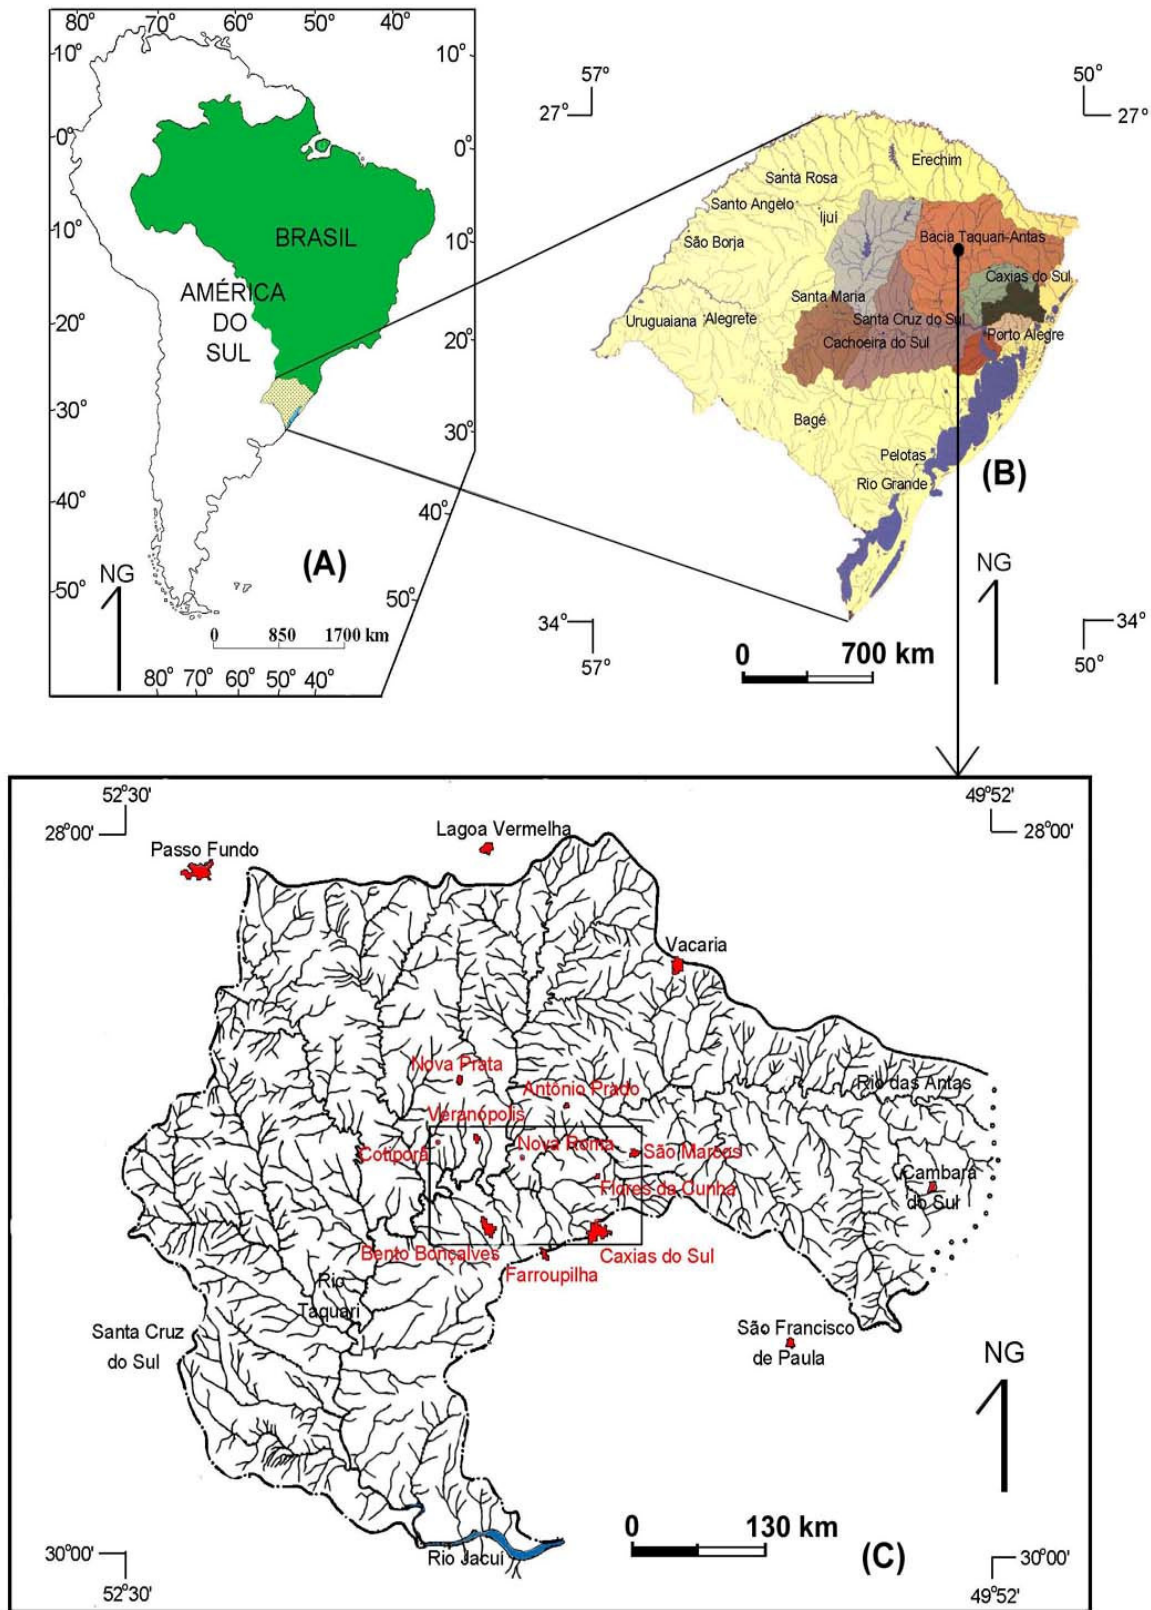 80° 70° 60° 50° 40°
10° 10°
0° 0°
10° 10°
20° 20°
30° 30°
40° 40°
50° 50°
BRASIL
AMÉRICA
DO
SUL
(A)
NG
0 850 1700 km
80° 70° 60° 50° 40°
57° 50°
27° 27°
Erechim
Santa Rosa
Santo Angelo
Ijuí
São Borja
Bacia Taquari-Antas
Caxias do Sul
Santa Maria
Uruguaiana Alegrete
Santa Cruz do Sul
Porto Alegre
Cachoeira do Sul
Bagé
Pelotas
Rio Grande
(B)
NG
34° 34°
57° 50°
0 700 km
52°30' 49°52'
28°00' 28°00'
Lagoa Vermelha
Passo Fundo
Vacaria
Nova Prata
Rio das Antas
Antônio Prado
Veranópolis
Nova Roma
São Marcos
Cotiporã
Cambará
do Sul
Flores da Cunha
Bento Bonçalves
Caxias do Sul
Farroupilha
Rio
Taquari
Santa Cruz
do Sul
São Francisco
de Paula
NG
0 130 km
(C)
Rio Jacuí
30°00' 30°00'
52°30' 49°52'